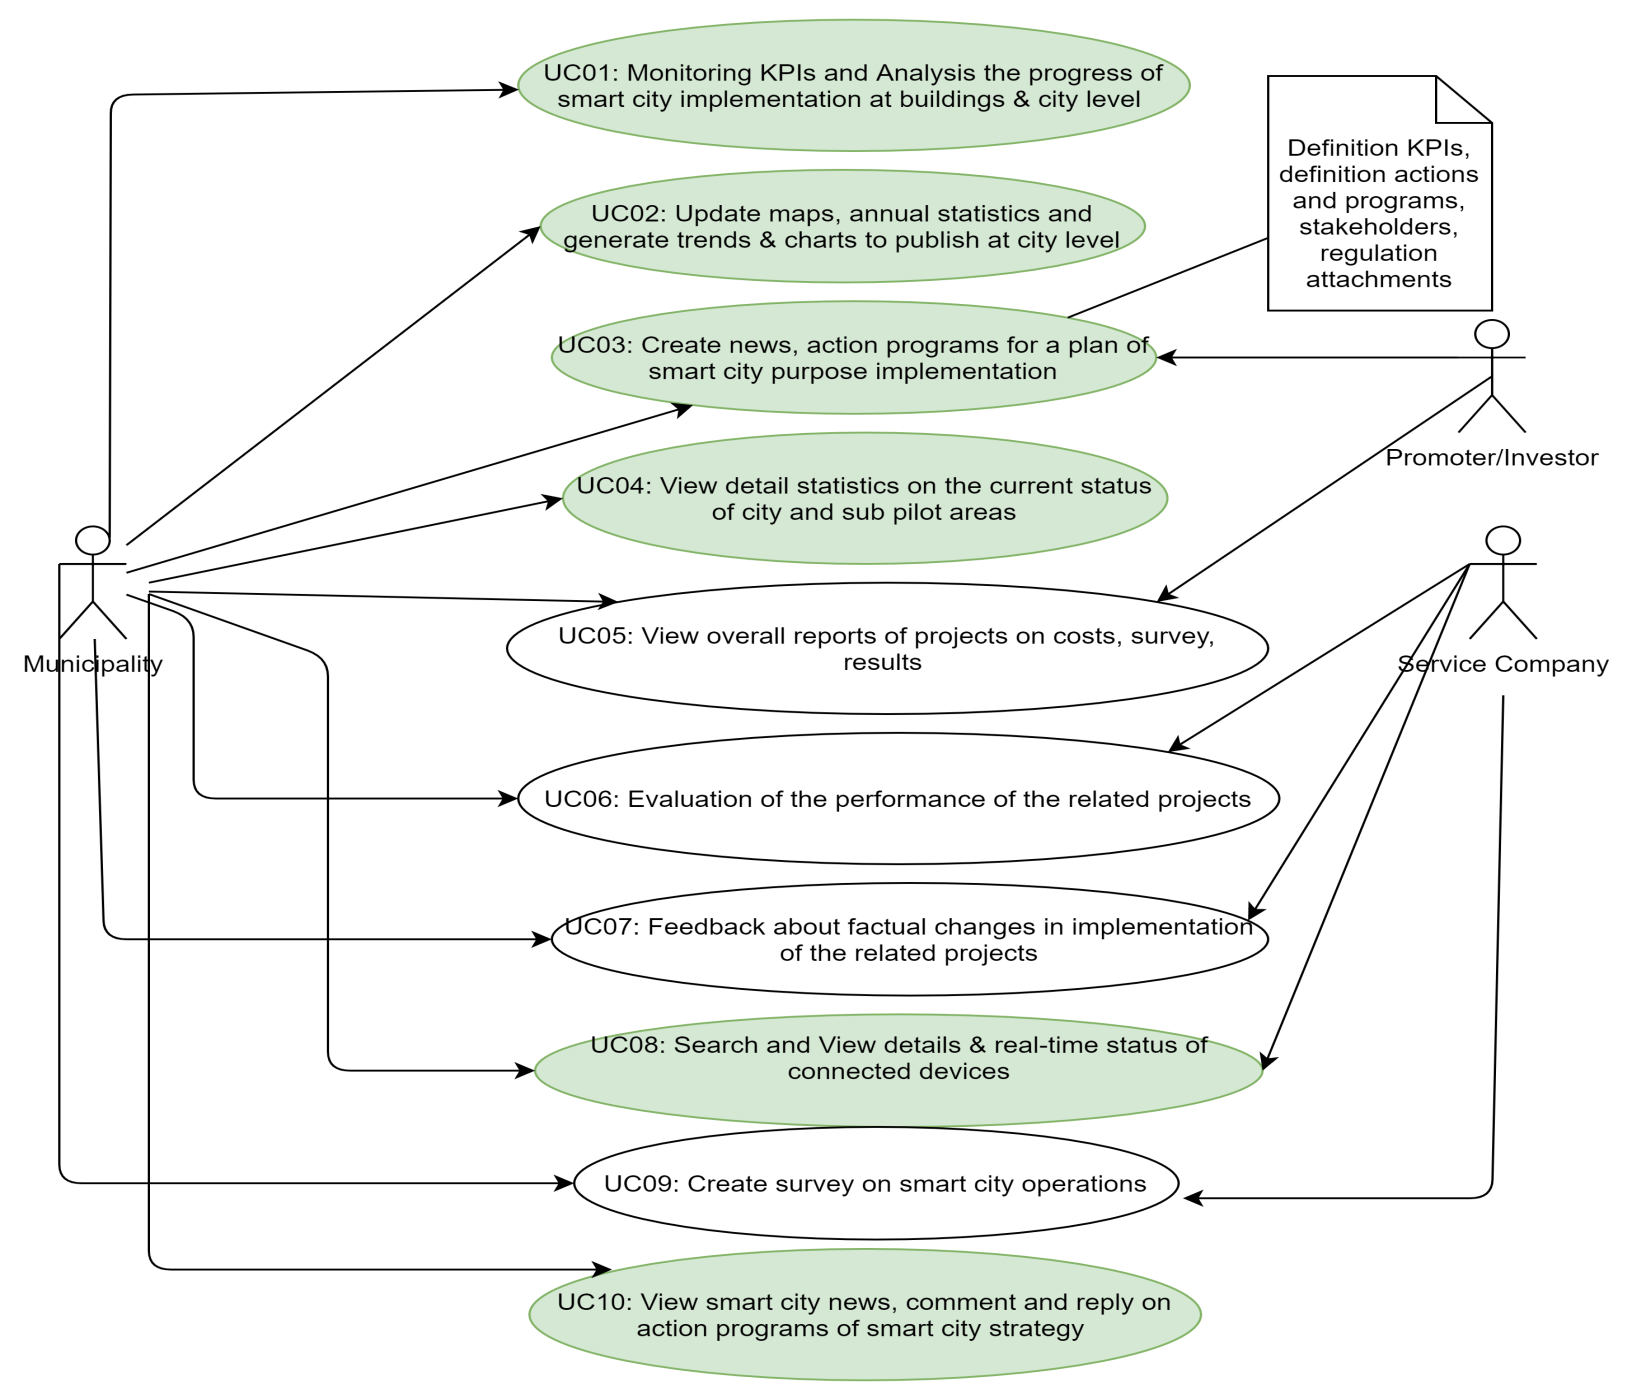 UC01: Monitoring KPIs and Analysis the progress of
smart city implementation at buildings & city level
Definition KPIs,
definition actions
and programs,
stakeholders,
regulation
attachments
UC02: Update maps, annual statistics and
generate trends & charts to publish at city level
UC03: Create news, action programs for a plan of
smart city purpose implementation
Promoter/Investor
UC04: View detail statistics on the current status
of city and sub pilot areas
Municipality
Service Company
UC05: View overall reports of projects on costs, survey,
results
UC06: Evaluation of the performance of the related projects
UC07: Feedback about factual changes in implementation
of the related projects
UC08: Search and View details & real-time status of
connected devices
UC09: Create survey on smart city operations
UC10: View smart city news, comment and reply on
action programs of smart city strategy